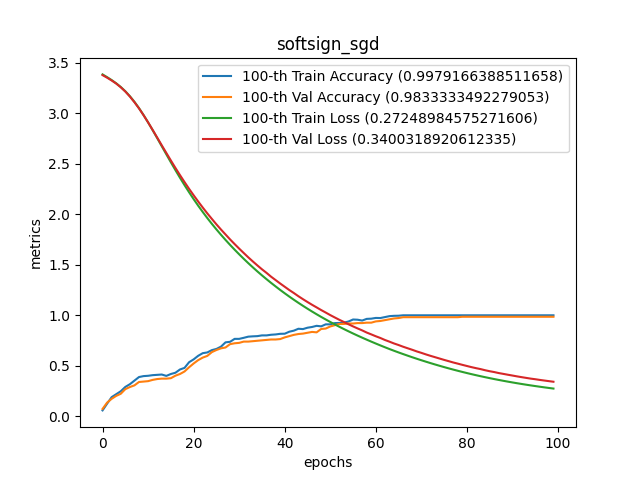 softsign_sgd
3.5
3.0
2.5
2.0
1.5
1.0
0.5
0.0
metrics
100-th Train Accuracy (0.9979166388511658)
100-th Val Accuracy (0.9833333492279053)
100-th Train Loss (0.27248984575271606)
100-th Val Loss (0.3400318920612335)
0 20 40 60 80 100
epochs